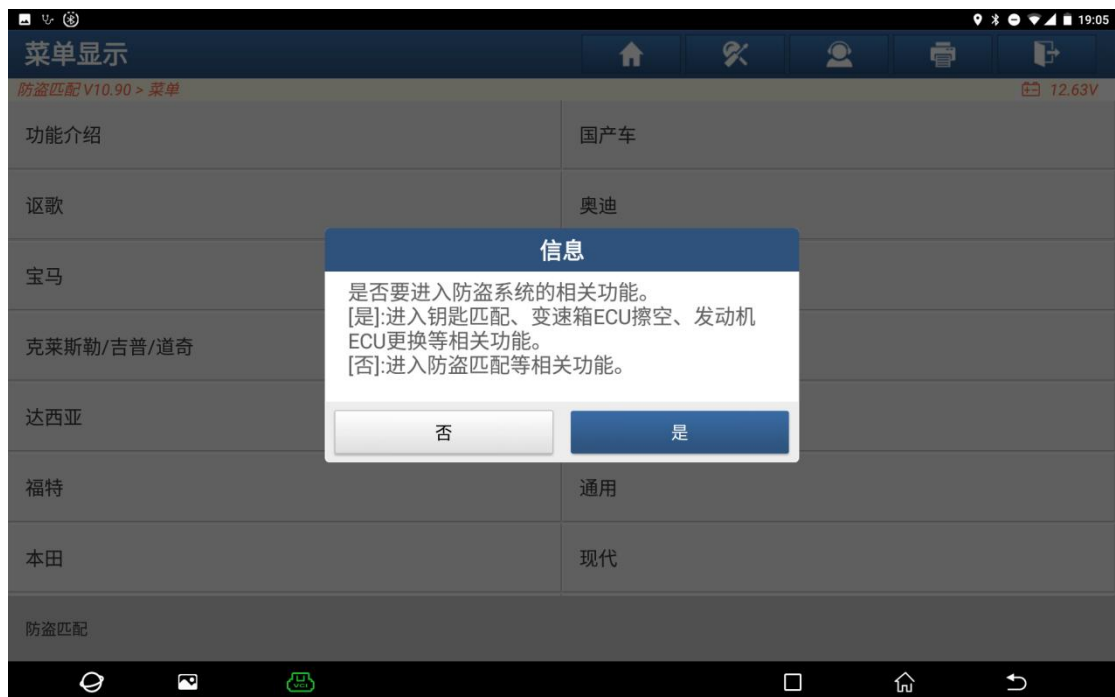 19:05
菜单显示
防盗匹配 V10.90 > 菜单
12.63V
功能介绍
国产车
讴歌
奥迪
宝马
克莱斯勒/吉普/道奇
达西亚
福特
通用
本田
现代
信息
是否要进入防盗系统的相关功能。
[是]:进入钥匙匹配、变速箱ECU擦空、发动机
ECU更换等相关功能。
[否]:进入防盗匹配等相关功能。
否
是
防盗匹配
VCI